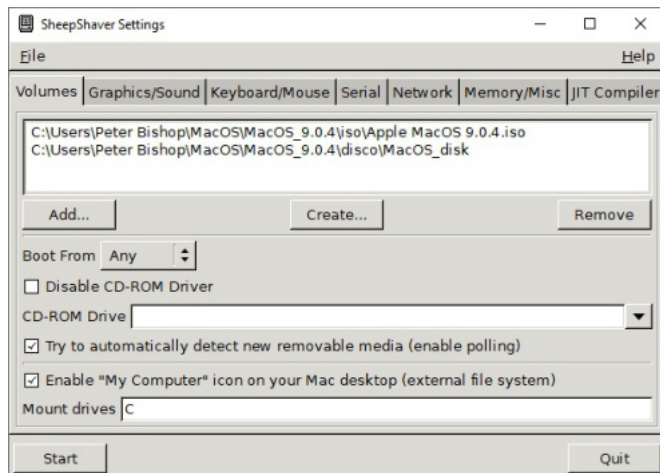 SheepShaver Settings
File Help
Volumes Graphics/Sound Keyboard/Mouse Serial Network Memory/Misc JIT Compiler
C:\Users\Peter Bishop\MacOS\MacOS_9.0.4\iso\Apple MacOS 9.0.4.iso
C:\Users\Peter Bishop\MacOS\MacOS_9.0.4\disco\MacOS_disk
Add... Create... Remove
Boot From Any
Disable CD-ROM Driver
CD-ROM Drive
Try to automatically detect new removable media (enable polling)
Enable "My Computer" icon on your Mac desktop (external file system)
Mount drives C
Start Quit